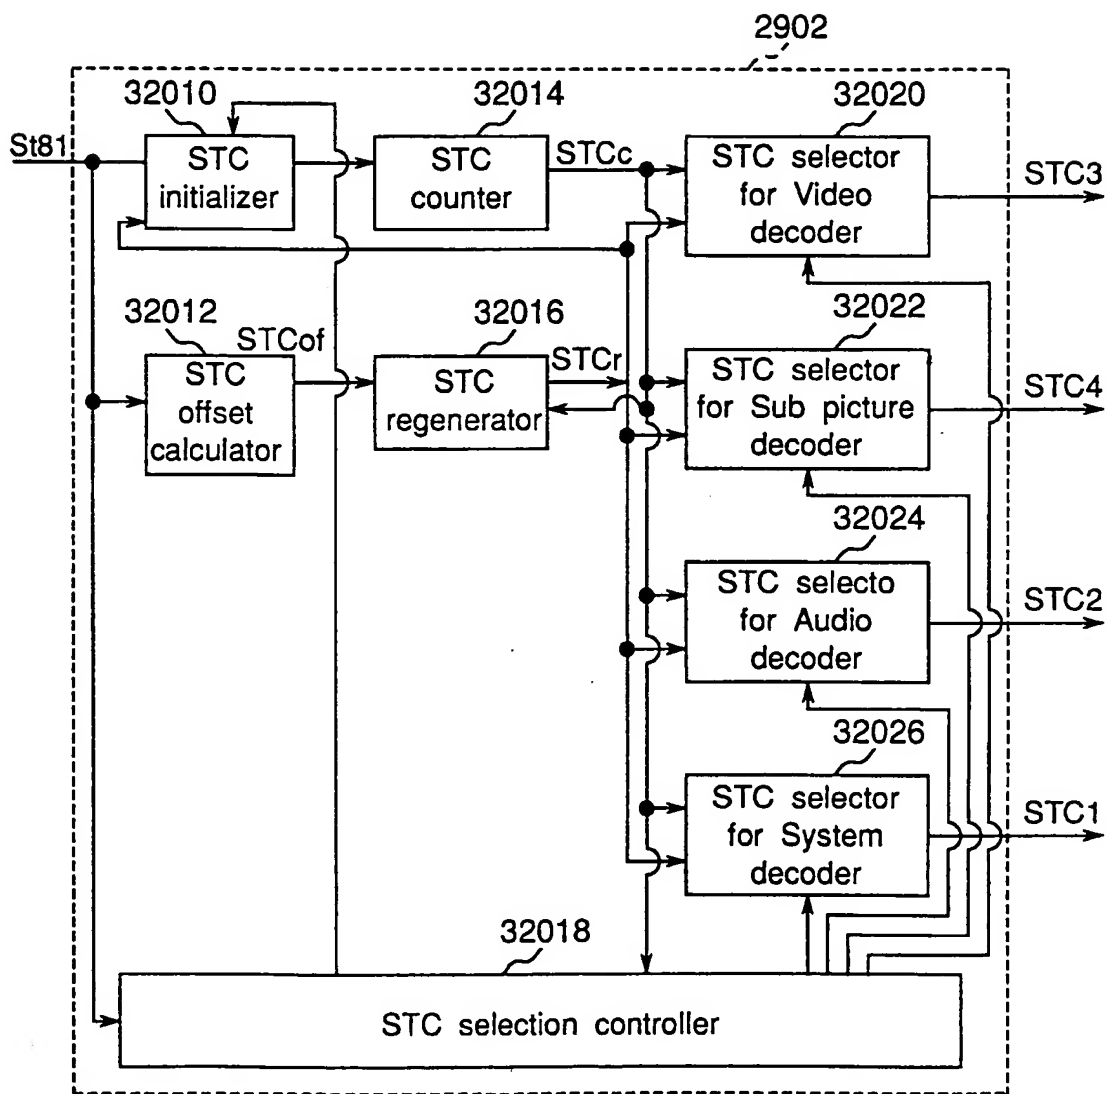 2902
32010
32014
32020
St81
STC
initializer
STC
counter
STCc
STC selector
for Video
decoder
STC3
32012
STCof
32016
STCr
32022
STC
offset
calculator
STC
regenerator
STC selector
for Sub picture
decoder
STC4
32024
STC selecto
for Audio
decoder
STC2
32026
STC selector
for System
decoder
STC1
32018
STC selection controller